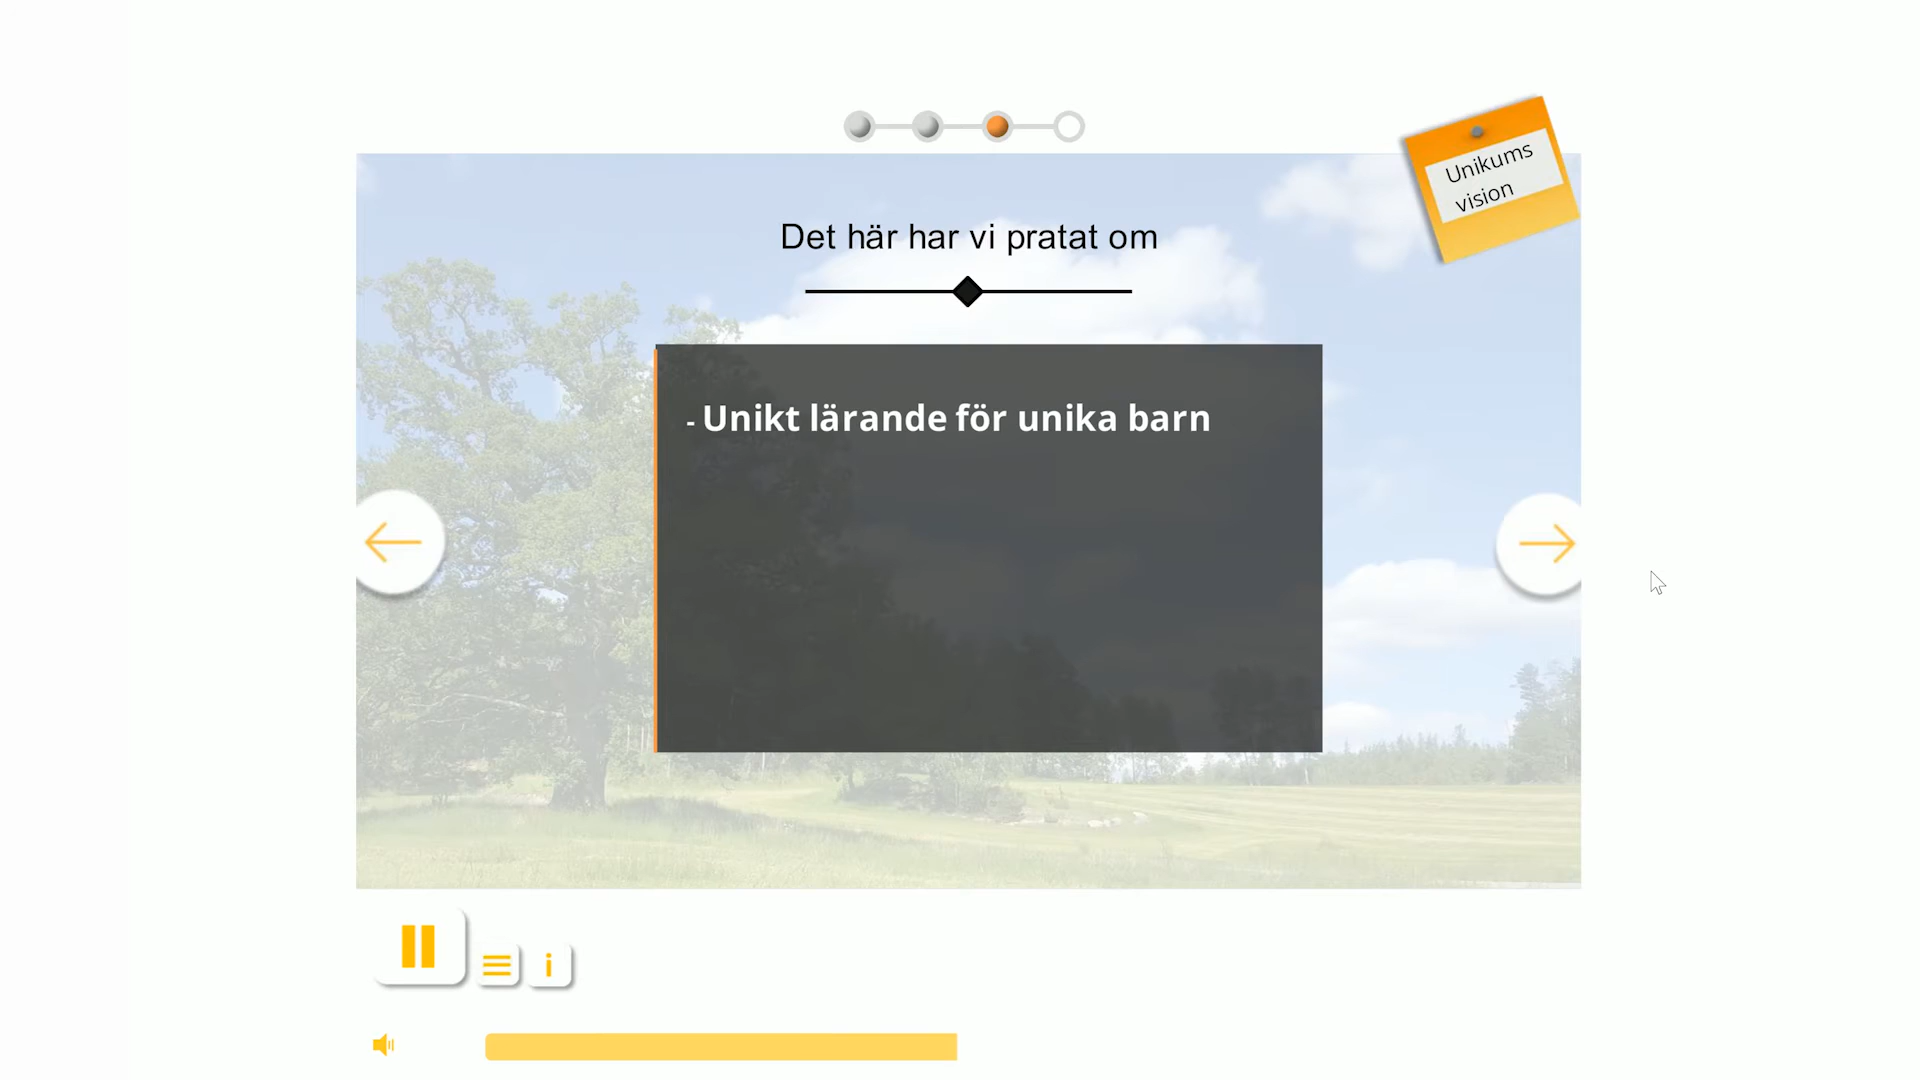 Unikums
vision
Det här har vi pratat om
- Unikt lärande för unika barn